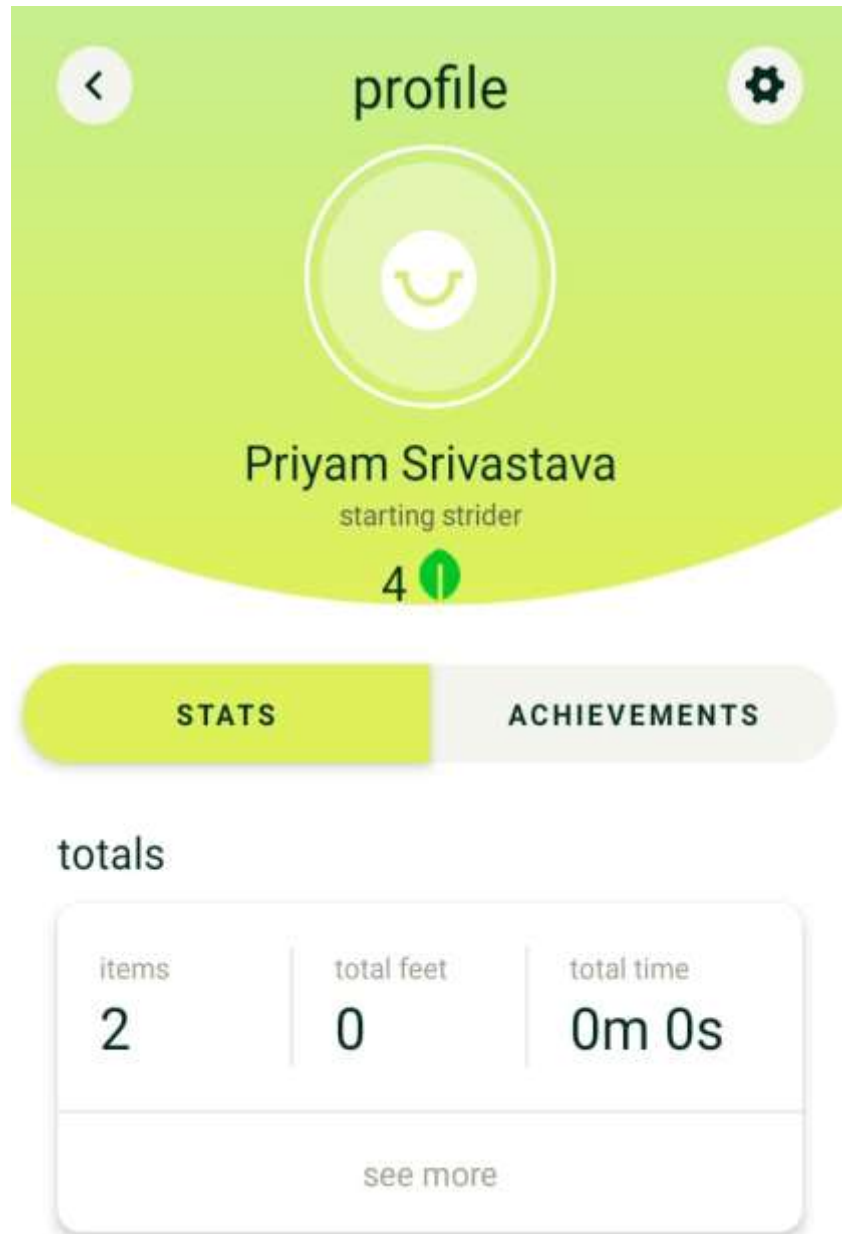 profile
Priyam Srivastava
starting strider
4
STATS ACHIEVEMENTS
totals
items total feet total time
2 0 0m 0s
see more